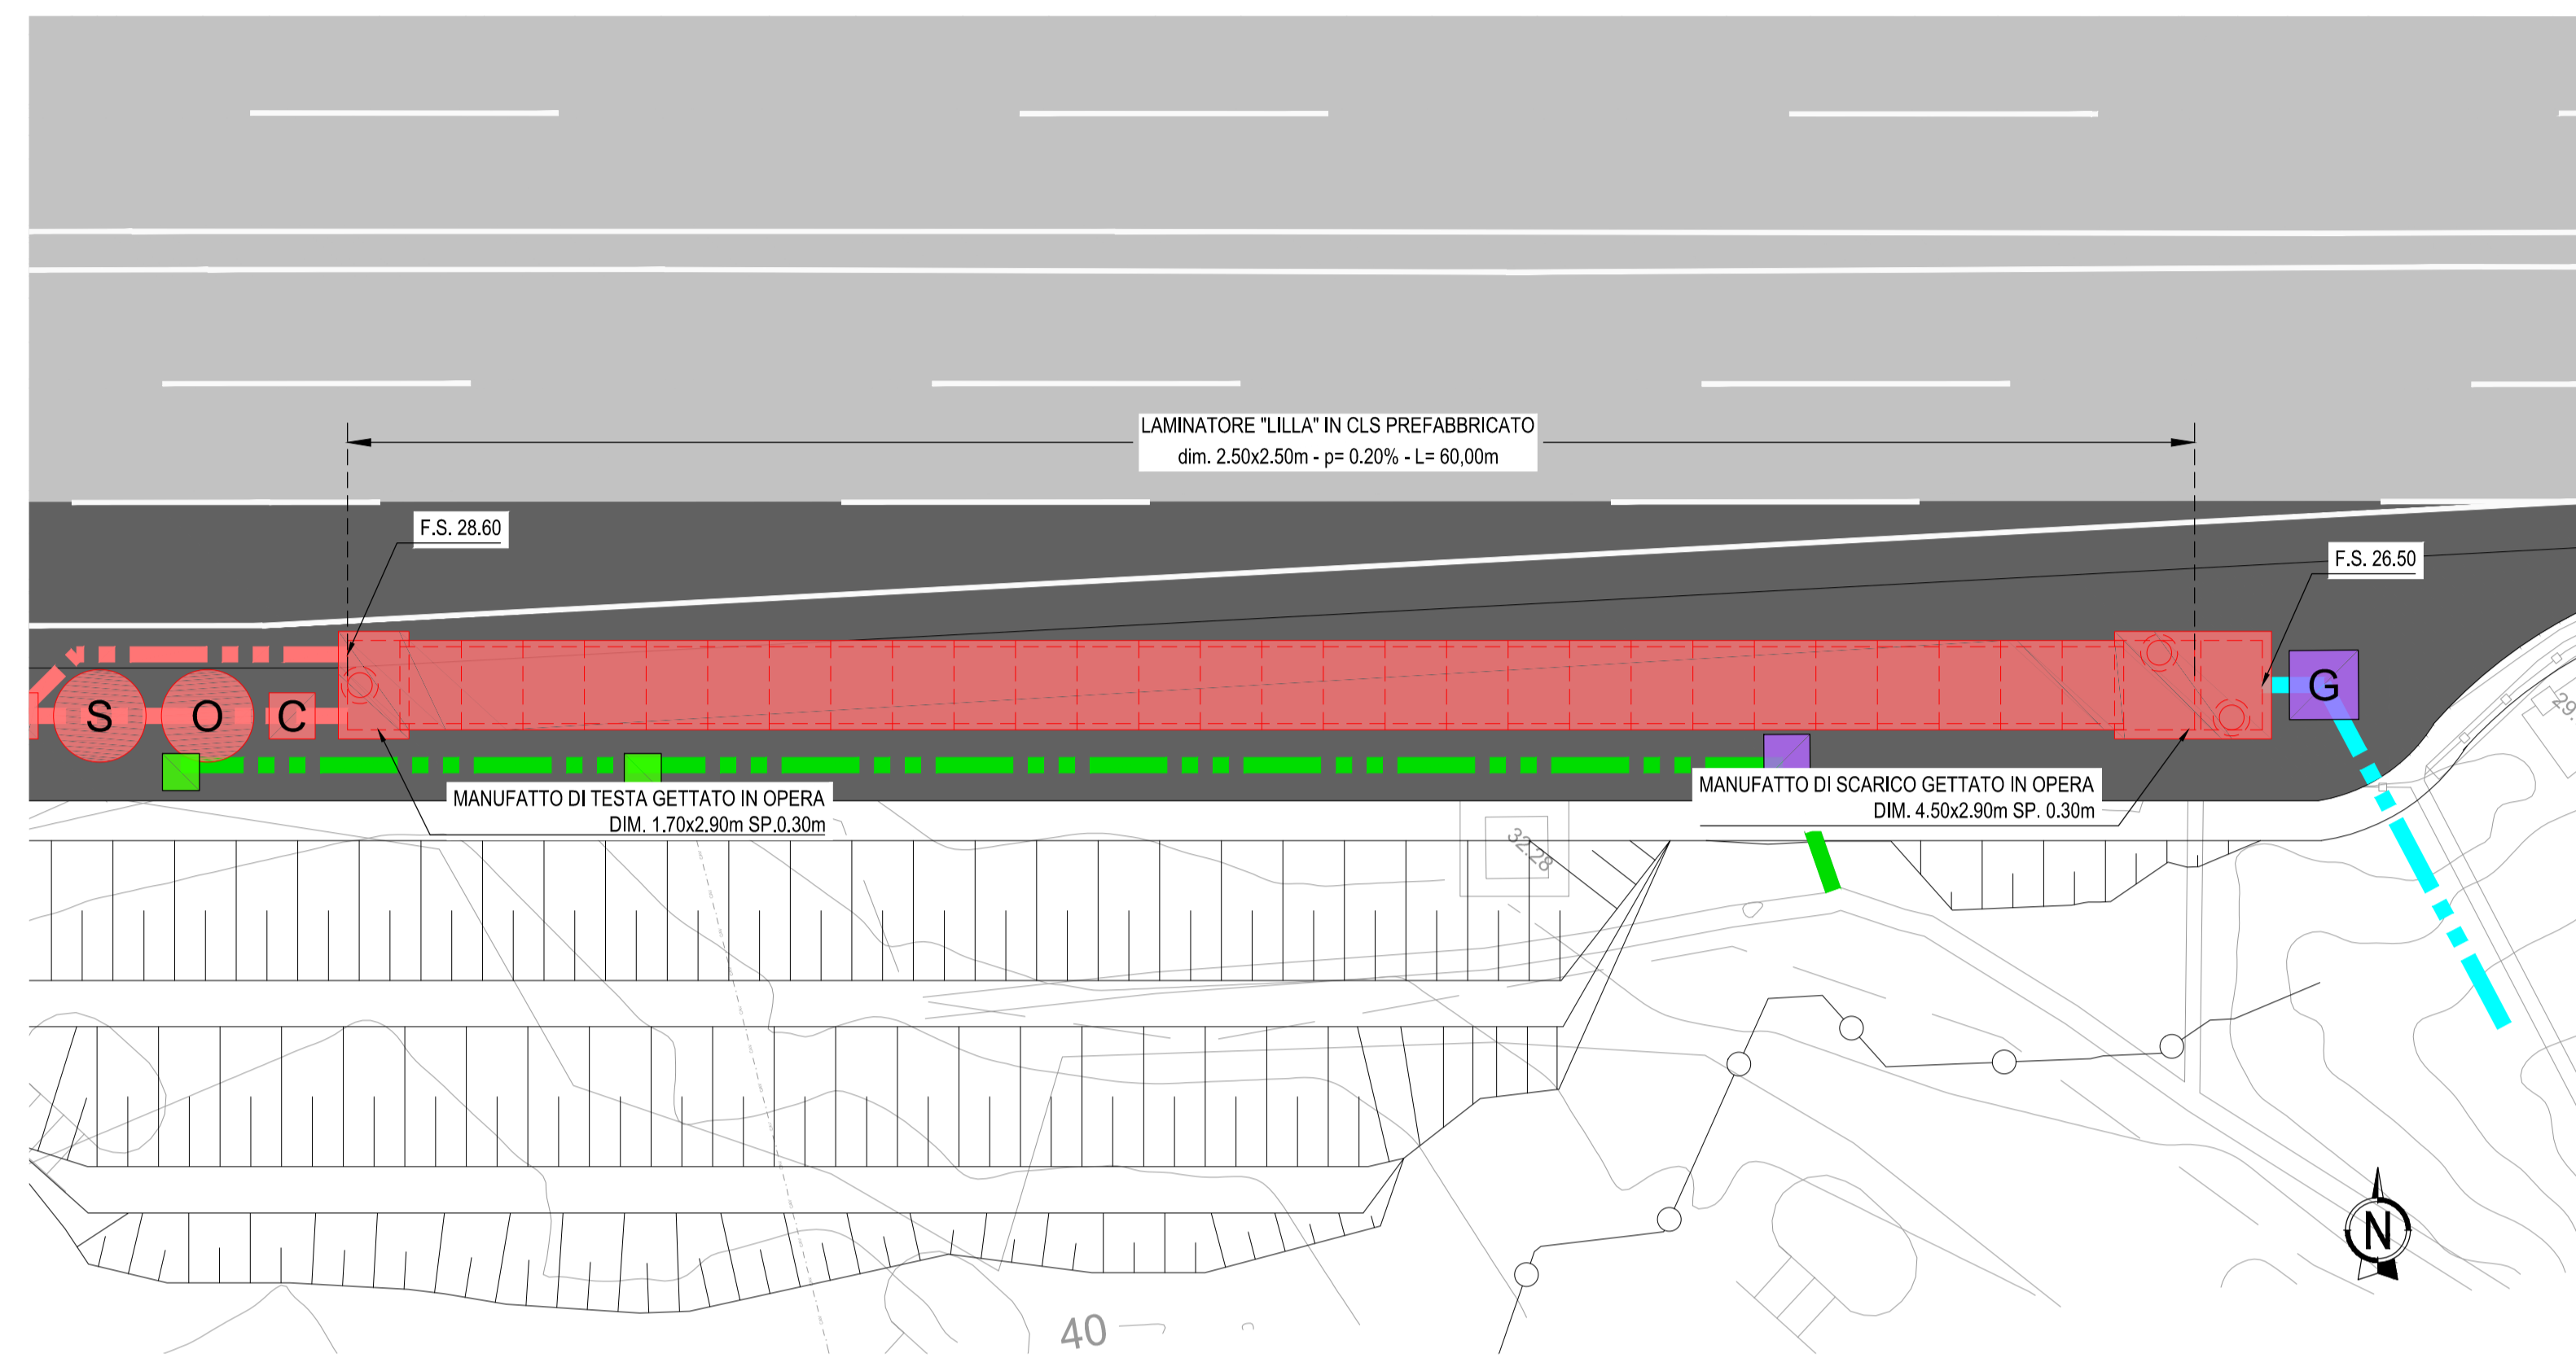 LAMINATORE "LILLA" IN CLS PREFABBRICATO
dim. 2.50x2.50m - p= 0.20% - L= 60,00m
F.S. 28.60
F.S. 26.50
S
O
C
G
MANUFATTO DI TESTA GETTATO IN OPERA
DIM. 1.70x2.90m SP.0.30m
MANUFATTO DI SCARICO GETTATO IN OPERA
DIM. 4.50x2.90m SP. 0.30m
32.28
N
40